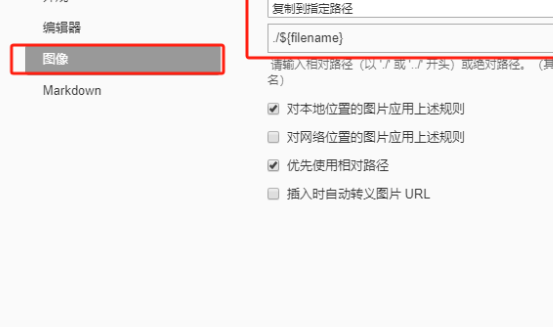 复制到指定路径
编辑器
./${filename}
图像
请输入相对路径（以 './' 或 '../' 开头）或绝对路径。（其
名）
Markdown
对本地位置的图片应用上述规则
对网络位置的图片应用上述规则
优先使用相对路径
插入时自动转义图片 URL